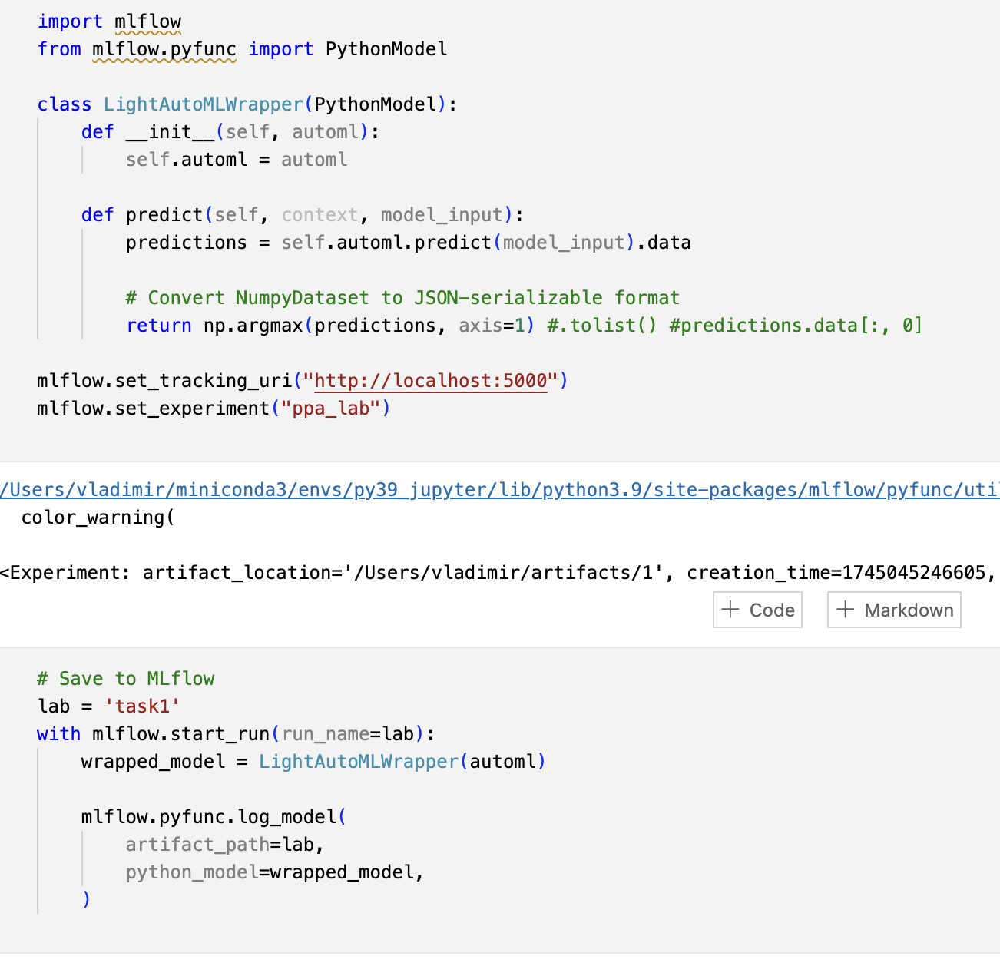 import mlflow
from mlflow.pyfunc import PythonModel
class LightAutoMLWrapper(PythonModel):
def __init__(self, automl):
self.automl = automl
def predict(self, context, model_input):
predictions = self.automl.predict(model_input).data
# Convert NumpyDataset to JSON-serializable format
return np.argmax(predictions, axis=1) #.tolist() #predictions.data[:, 0]
mlflow.set_tracking_uri("http://localhost:5000")
mlflow.set_experiment("ppa_lab")
/Users/vladimir/miniconda3/envs/py39_jupyter/lib/python3.9/site-packages/mlflow/pyfunc/util
color_warning(
<Experiment: artifact_location='/Users/vladimir/artifacts/1', creation_time=1745045246605,
+ Code + Markdown
# Save to MLflow
lab = 'task1'
with mlflow.start_run(run_name=lab):
wrapped_model = LightAutoMLWrapper(automl)
mlflow.pyfunc.log_model(
artifact_path=lab,
python_model=wrapped_model,
)